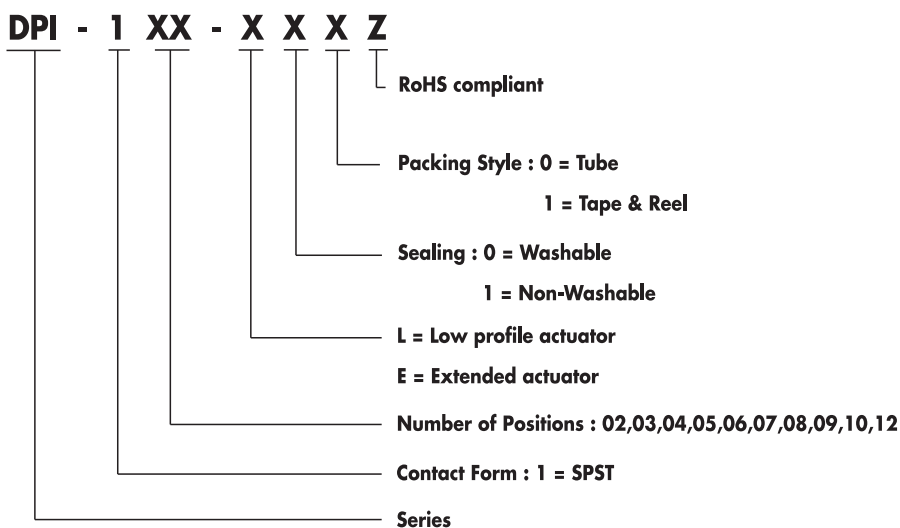 DPI - 1 XX - X X X Z
RoHS compliant
Packing Style : 0 = Tube
1 = Tape & Reel
Sealing : 0 = Washable
1 = Non-Washable
L = Low profile actuator
E = Extended actuator
Number of Positions : 02,03,04,05,06,07,08,09,10,12
Contact Form : 1 = SPST
Series